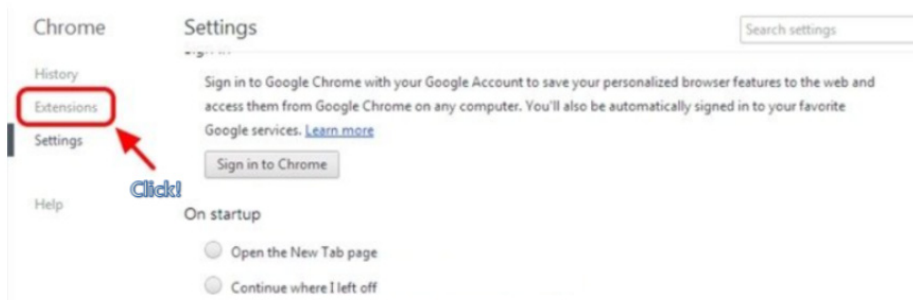 Chrome
Settings
Search settings
History
Extensions
Settings
Help
Click!
Sign in to Google Chrome with your Google Account to save your personalized browser features to the web and
access them from Google Chrome on any computer. You'll also be automatically signed in to your favorite
Google services. Learn more
Sign in to Chrome
On startup
Open the New Tab page
Continue where I left off